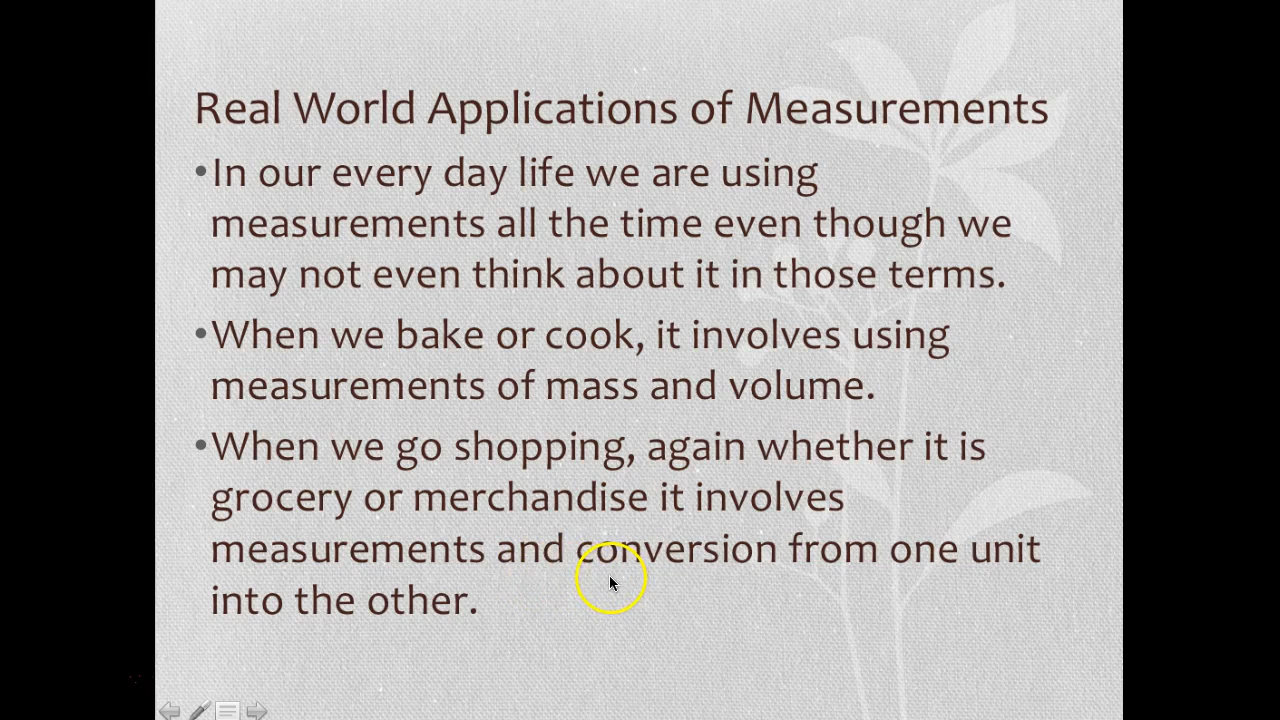 Real World Applications of Measurements
•In our every day life we are using
measurements all the time even though we
may not even think about it in those terms.
•When we bake or cook, it involves using
measurements of mass and volume.
•When we go shopping, again whether it is
grocery or merchandise it involves
measurements and conversion from one unit
into the other.